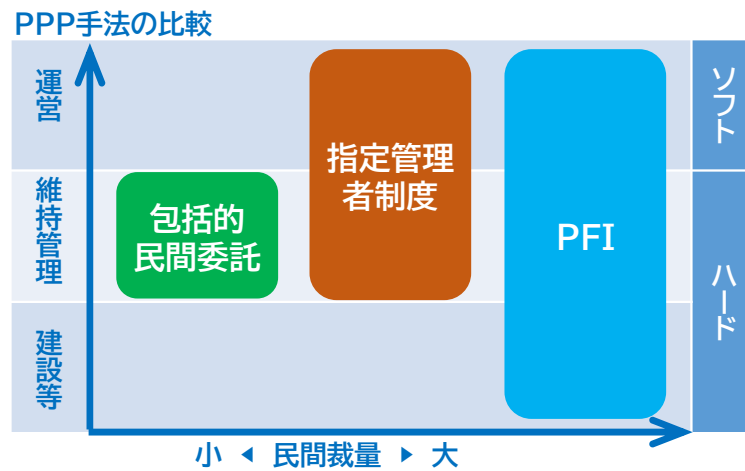 PPP手法の比較
運営
維持管理
建設等
包括的
民間委託
指定管理
者制度
PFI
ソフト
ハード
小 ◀ 民間裁量 ▶ 大